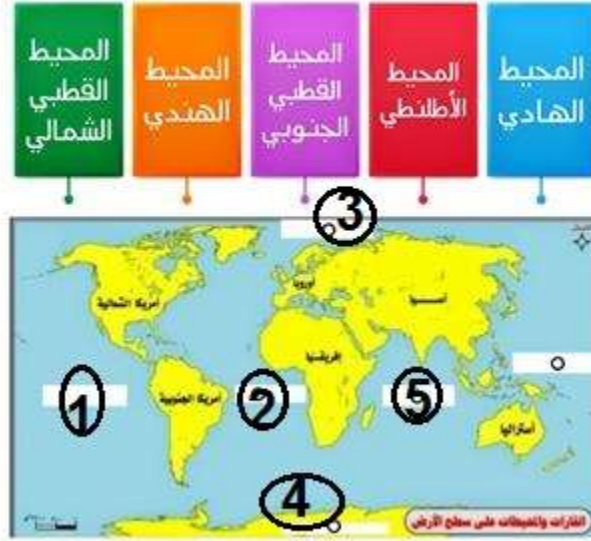 المحيط
الهادي
المحيط
الأطلنطي
المحيط
القطبي
الجنوبي
المحيط
الهندي
المحيط
القطبي
الشمالي
3
أمريكا الشمالية
أوروبا
آسيا
إفريقيا
1
أمريكا الجنوبية
2
5
أستراليا
4
القارات والمحيطات على سطح الأرض